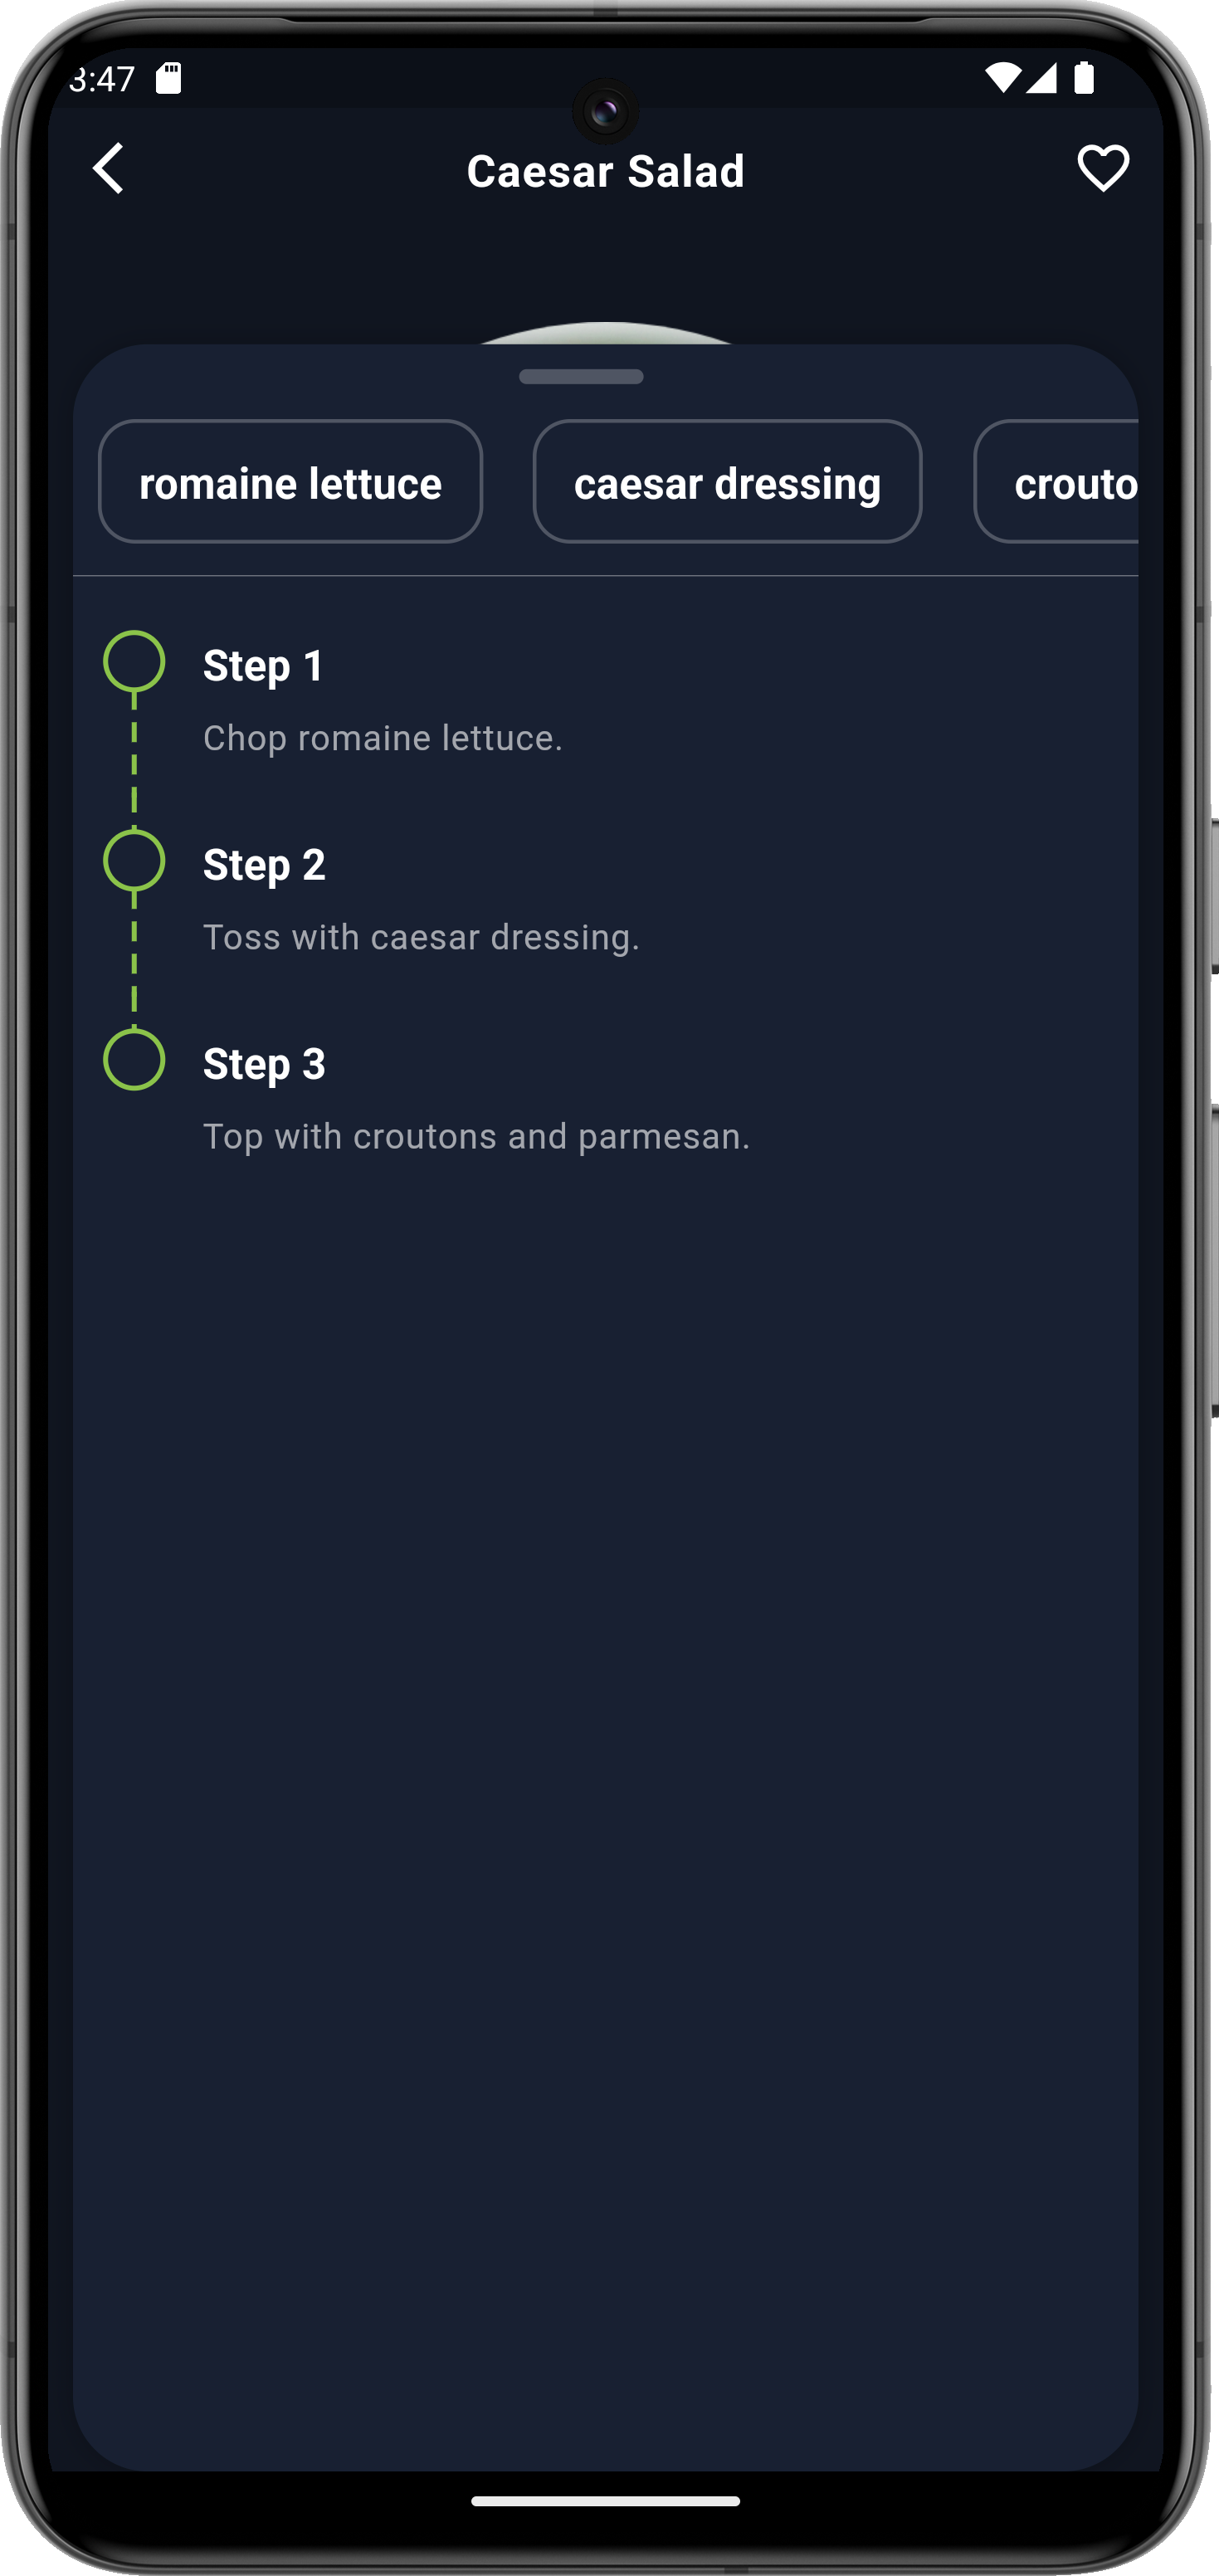 3:47
Caesar Salad
romaine lettuce caesar dressing crouto
Step 1
Chop romaine lettuce.
Step 2
Toss with caesar dressing.
Step 3
Top with croutons and parmesan.